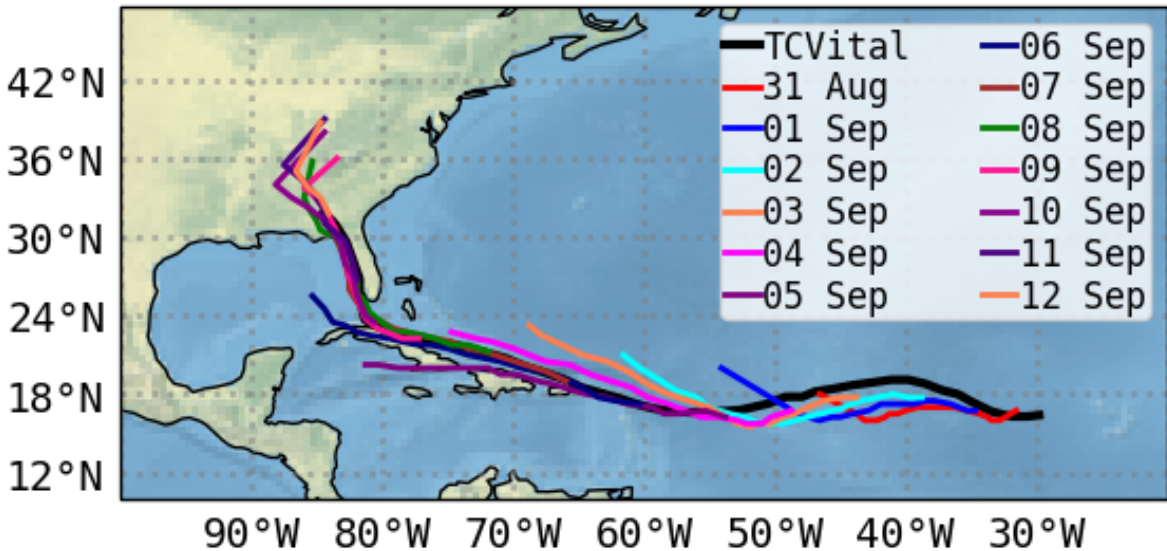 TCVital 06 Sep
31 Aug 07 Sep
01 Sep 08 Sep
02 Sep 09 Sep
03 Sep 10 Sep
04 Sep 11 Sep
05 Sep 12 Sep
42°N
36°N
30°N
24°N
18°N
12°N
90°W 80°W 70°W 60°W 50°W 40°W 30°W